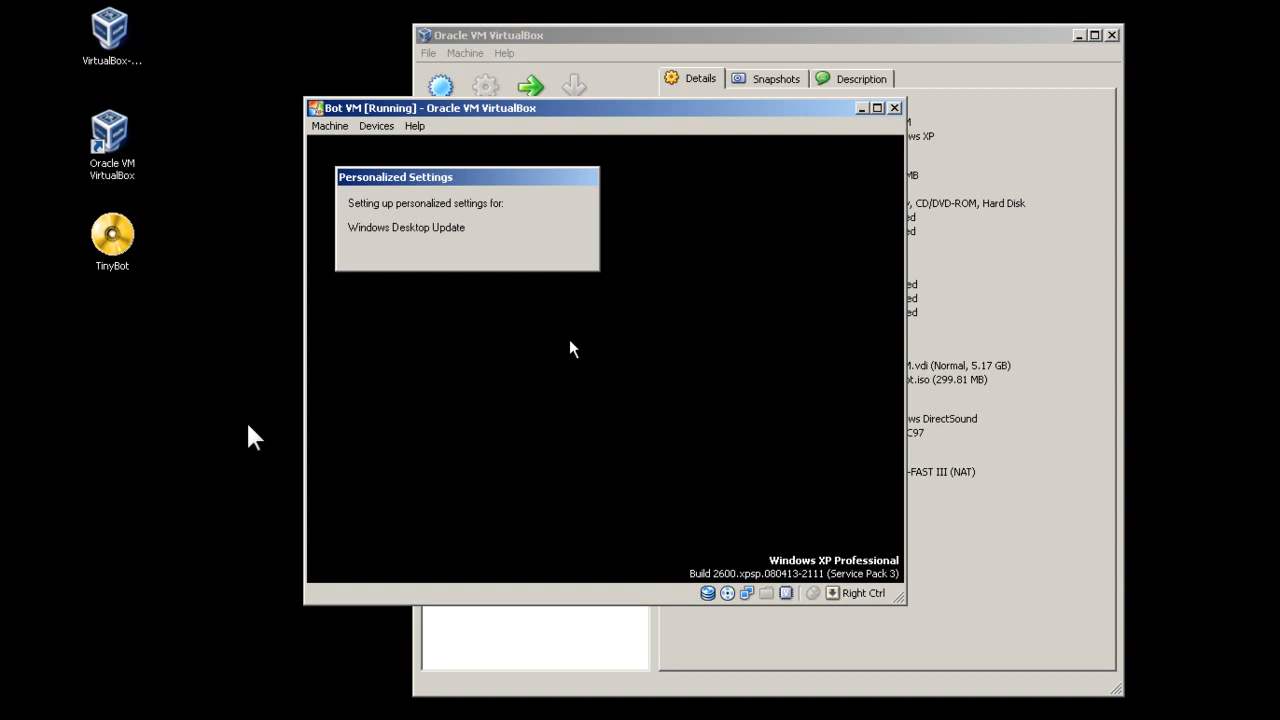 VirtualBox-...
Oracle VM
VirtualBox
TinyBot
Oracle VM VirtualBox
File Machine Help
Details
Snapshots
Description
Bot VM [Running] - Oracle VM VirtualBox
Machine Devices Help
Personalized Settings
Setting up personalized settings for:
Windows Desktop Update
Windows XP Professional
Build 2600.xpsp.080413-2111 (Service Pack 3)
Right Ctrl
ws XP
MB
, CD/DVD-ROM, Hard Disk
ed
ed
ed
ed
ed
.vdi (Normal, 5.17 GB)
ot.iso (299.81 MB)
ws DirectSound
C97
-FAST III (NAT)